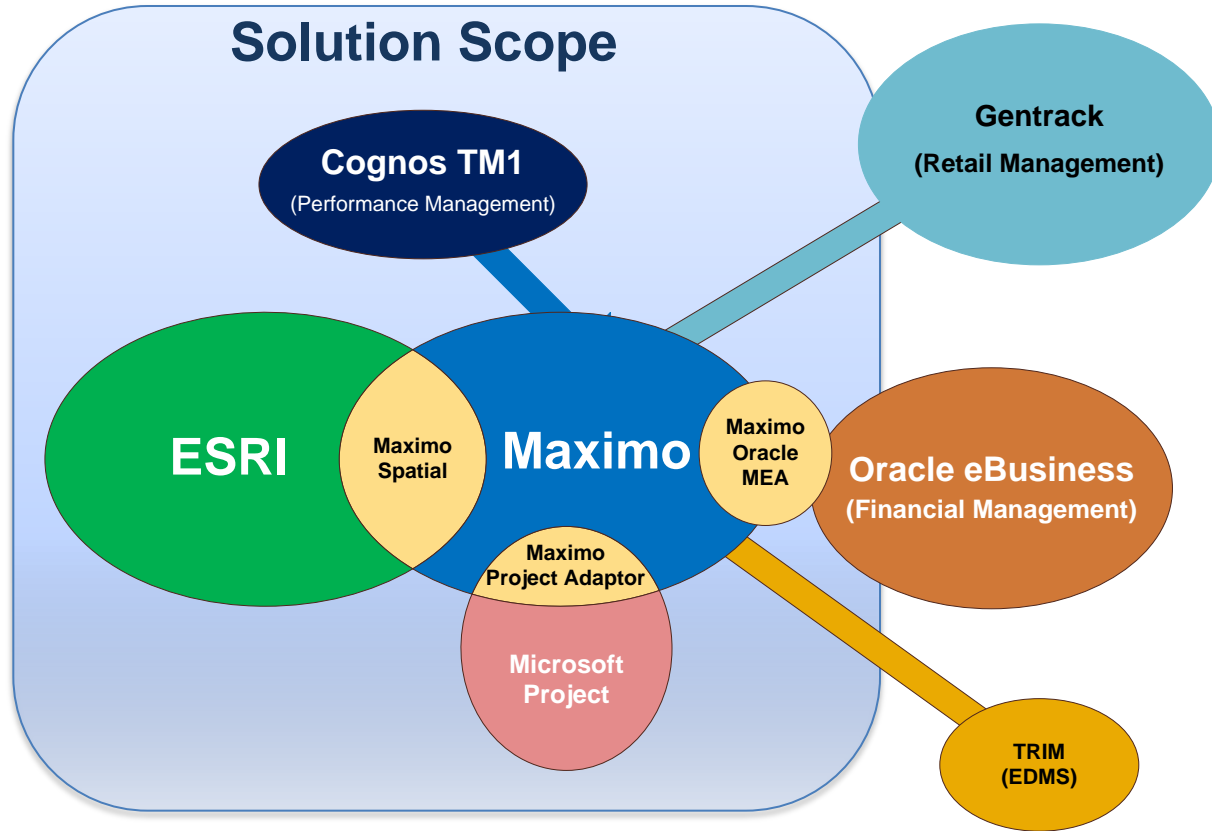 Solution Scope
Gentrack
(Retail Management)
Cognos TM1
(Performance Management)
ESRI
Maximo
Spatial
Maximo
Maximo
Oracle
MEA
Oracle eBusiness
(Financial Management)
Maximo
Project Adaptor
Microsoft
Project
TRIM
(EDMS)